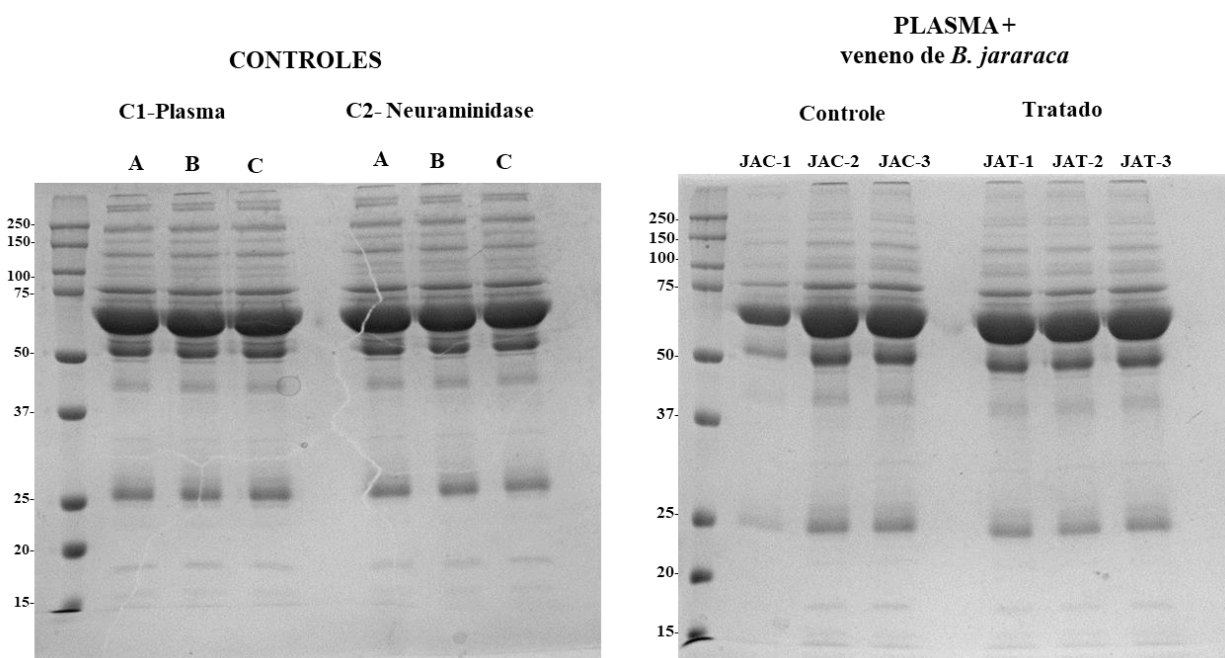 CONTROLES
C1-Plasma C2- Neuraminidase
A B C A B C
250-
150-
100-
75-
50-
37-
25-
20-
15-
PLASMA +
veneno de B. jararaca
Controle Tratado
JAC-1 JAC-2 JAC-3 JAT-1 JAT-2 JAT-3
250-
150-
100-
75-
50-
37-
25-
20-
15-